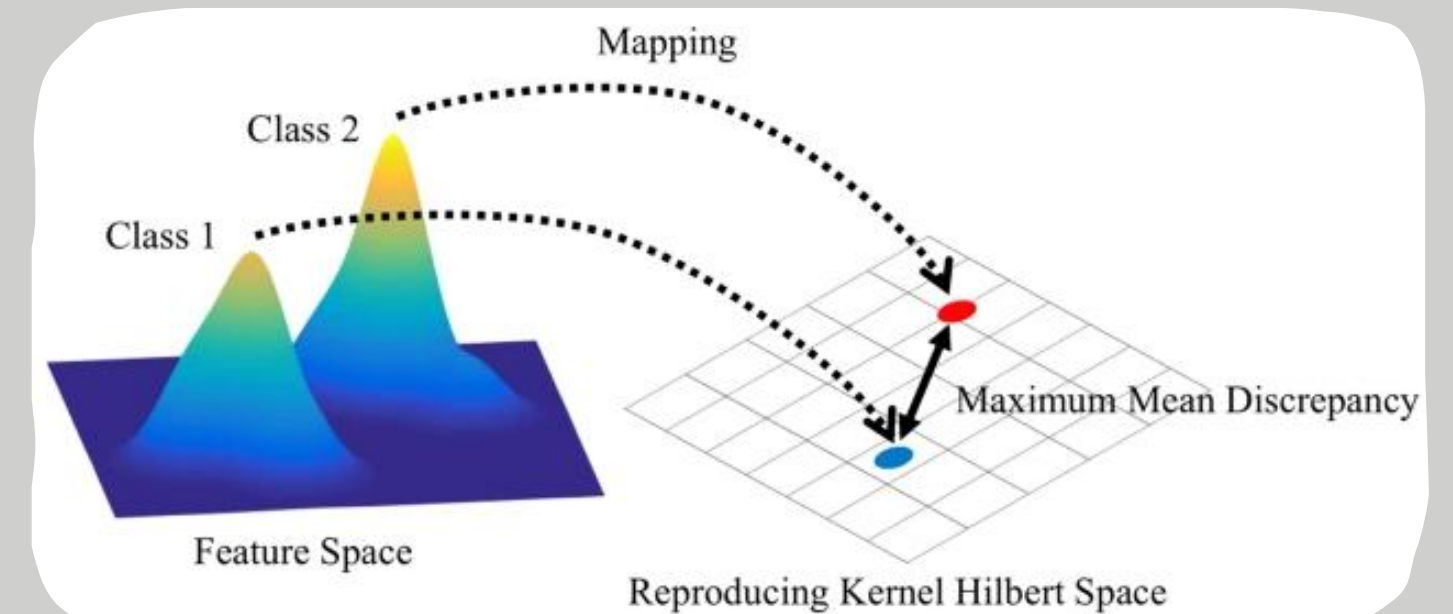 Mapping
Class 2
Class 1
Maximum Mean Discrepancy
Feature Space
Reproducing Kernel Hilbert Space